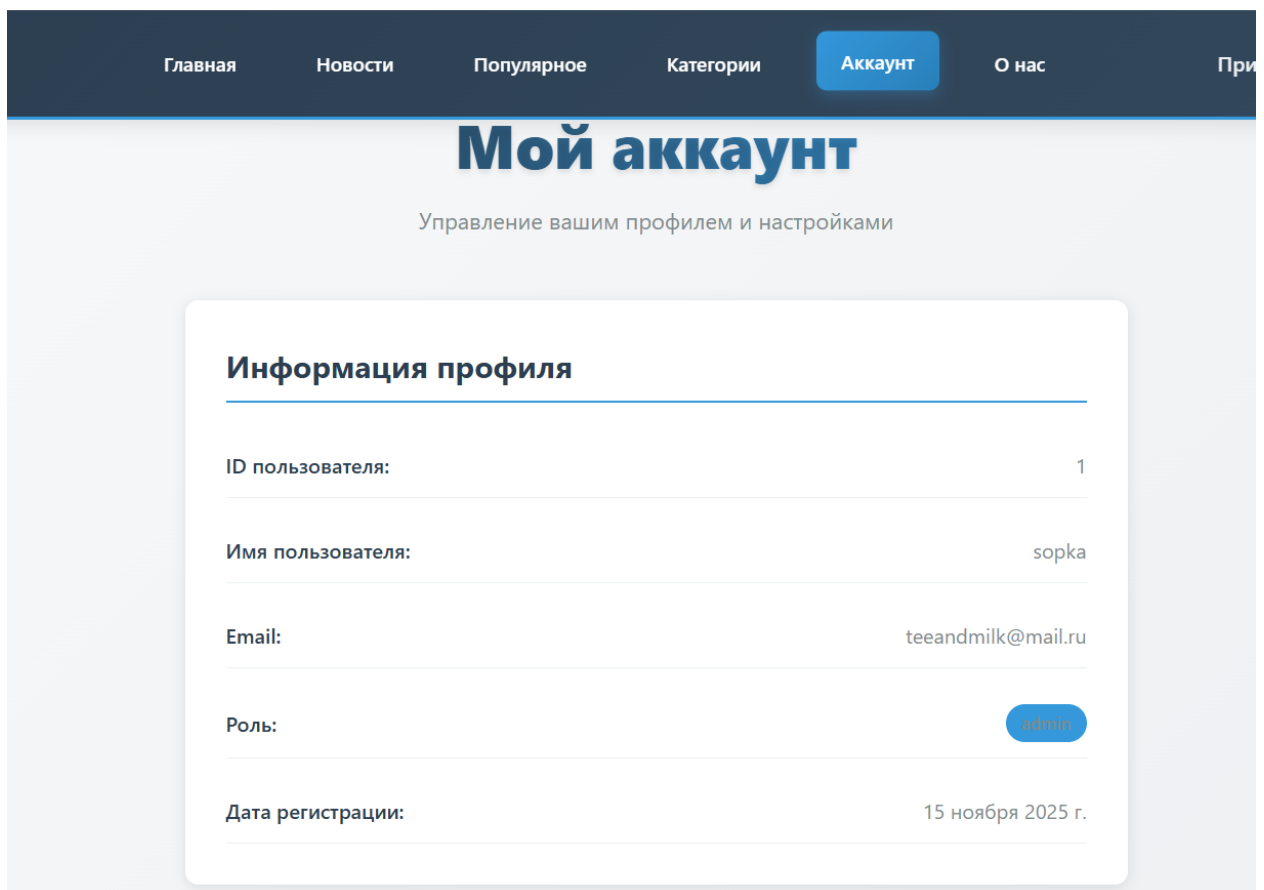 Главная Новости Популярное Категории Аккаунт О нас При
Мой аккаунт
Управление вашим профилем и настройками
Информация профиля
ID пользователя: 1
Имя пользователя: sopka
Email: teeandmilk@mail.ru
Роль: admin
Дата регистрации: 15 ноября 2025 г.